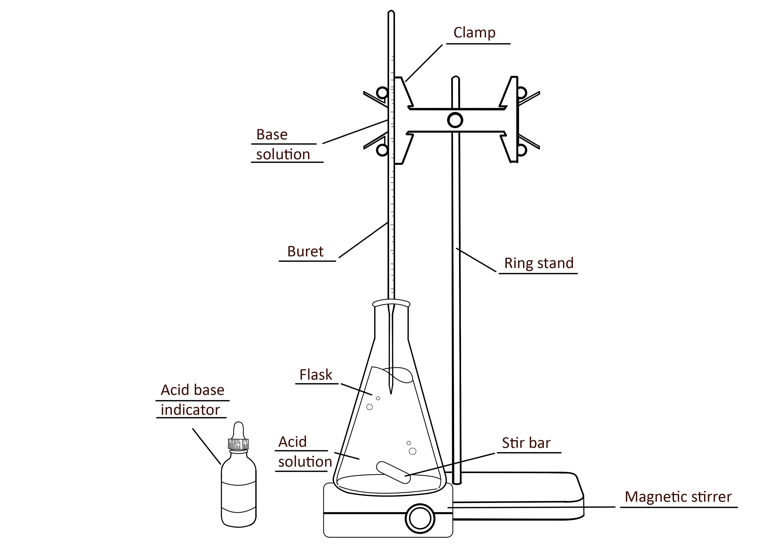 Clamp
Base
solution
Buret
Ring stand
Flask
Acid base
indicator
Acid
solution
Stir bar
Magnetic stirrer